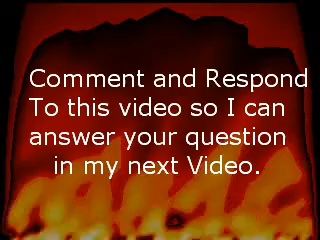 Comment and Respond
To this video so I can
answer your question
in my next Video.